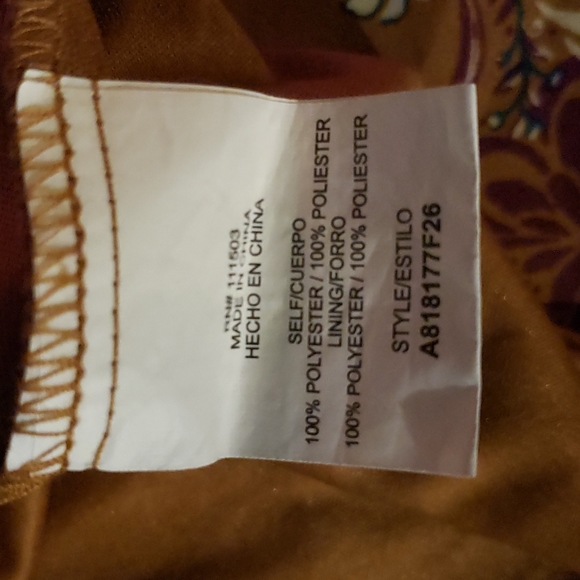 RN# 111503
MADE IN CHINA
HECHO EN CHINA
SELF/CUERPO
100% POLYESTER / 100% POLIESTER
LINING/FORRO
100% POLYESTER / 100% POLIESTER
STYLE/ESTILO
A818177F26